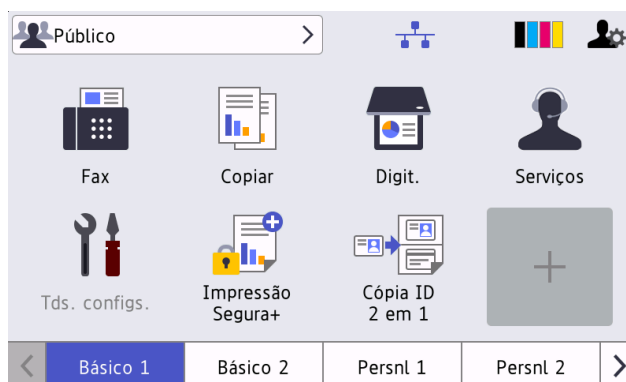 Público
Fax
Copiar
Digit.
Serviços
Tds. configs.
Impressão
Segura+
Cópia ID
2 em 1
Básico 1
Básico 2
Persnl 1
Persnl 2